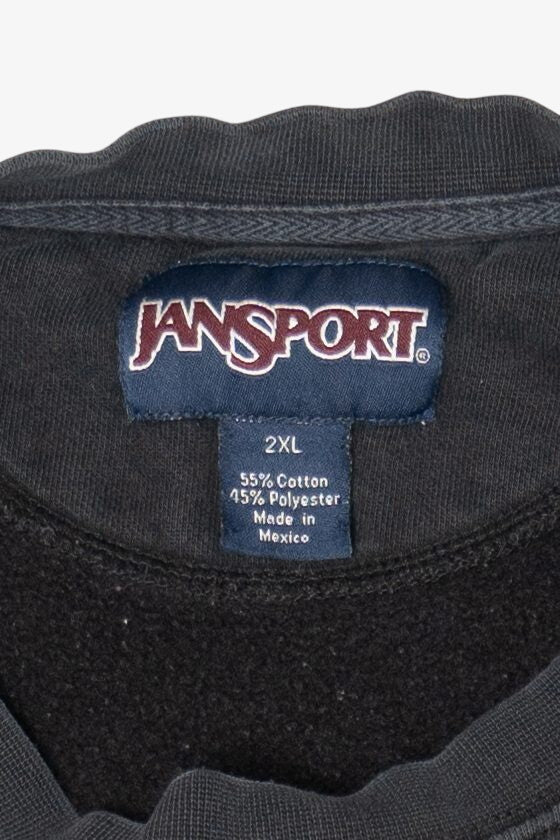 JANSPORT®
2XL
55% Cotton
45% Polyester
Made in
Mexico